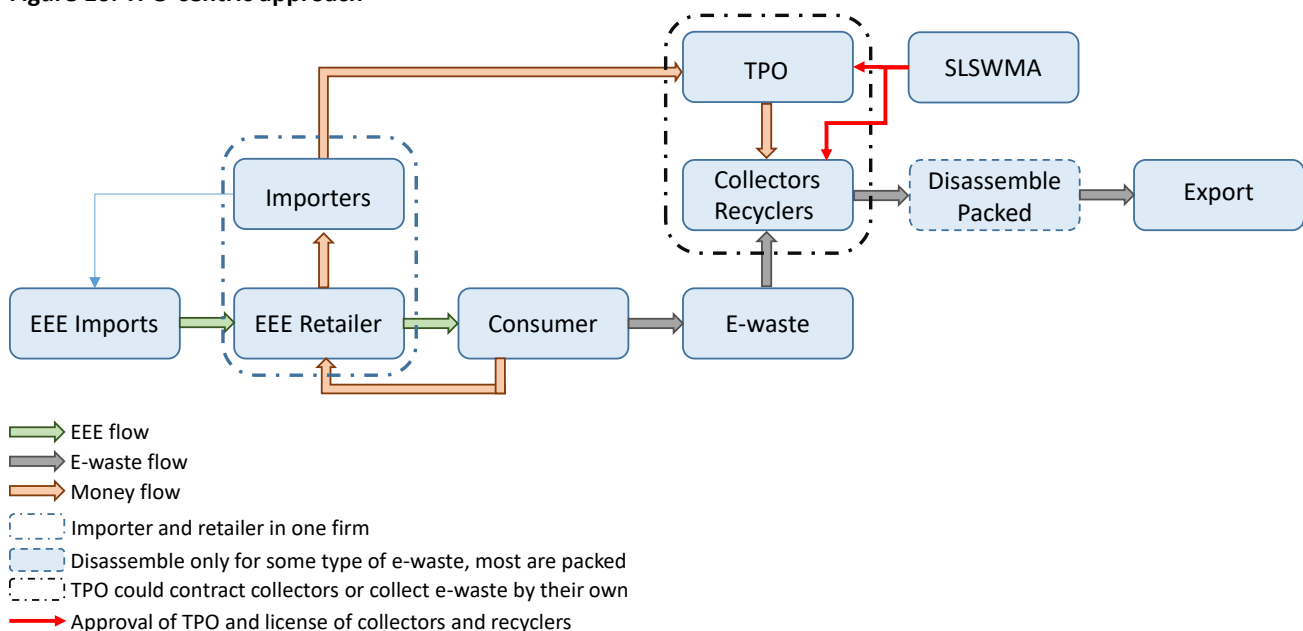 TPO
SLSWMA
Importers
Collectors
Recyclers
Disassemble
Packed
Export
EEE Imports
EEE Retailer
Consumer
E-waste
EEE flow
E-waste flow
Money flow
Importer and retailer in one firm
Disassemble only for some type of e-waste, most are packed
TPO could contract collectors or collect e-waste by their own
Approval of TPO and license of collectors and recyclers